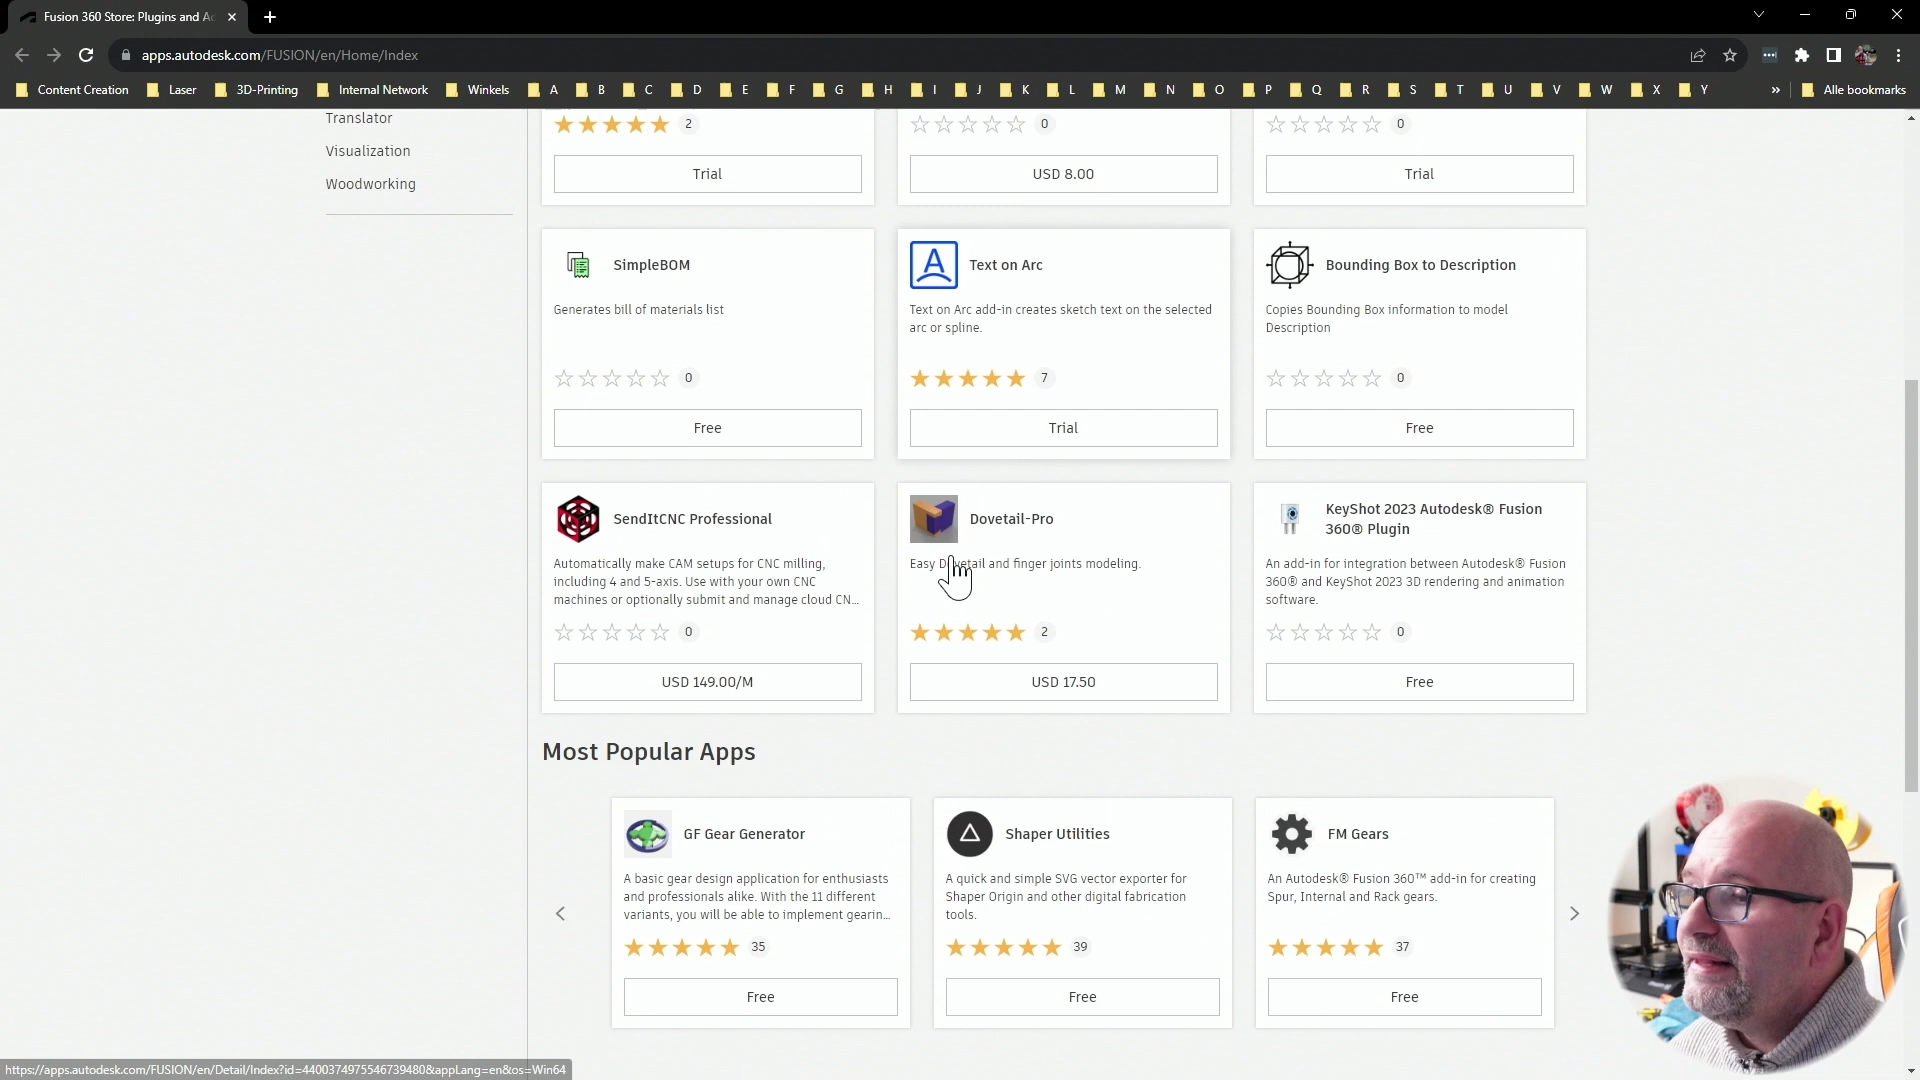 Fusion 360 Store: Plugins and Ad
apps.autodesk.com/FUSION/en/Home/Index
Content Creation Laser 3D-Printing Internal Network Winkels A B C D E F G H I J K L M N O P Q R S T U V W X Y » Alle bookmarks
Translator
Visualization
Woodworking
2
0
0
Trial
USD 8.00
Trial
SimpleBOM
Generates bill of materials list
0
Free
Text on Arc
Text on Arc add-in creates sketch text on the selected
arc or spline.
7
Trial
Bounding Box to Description
Copies Bounding Box information to model
Description
0
Free
SendItCNC Professional
Automatically make CAM setups for CNC milling,
including 4 and 5-axis. Use with your own CNC
machines or optionally submit and manage cloud CN...
0
USD 149.00/M
Dovetail-Pro
Easy Dovetail and finger joints modeling.
2
USD 17.50
KeyShot 2023 Autodesk® Fusion
360® Plugin
An add-in for integration between Autodesk® Fusion
360® and KeyShot 2023 3D rendering and animation
software.
0
Free
Most Popular Apps
GF Gear Generator
A basic gear design application for enthusiasts
and professionals alike. With the 11 different
variants, you will be able to implement gearin...
35
Free
Shaper Utilities
A quick and simple SVG vector exporter for
Shaper Origin and other digital fabrication
tools.
39
Free
FM Gears
An Autodesk® Fusion 360™ add-in for creating
Spur, Internal and Rack gears.
37
Free
https://apps.autodesk.com/FUSION/en/Detail/Index?id=4400374975546739480&appLang=en&os=Win64